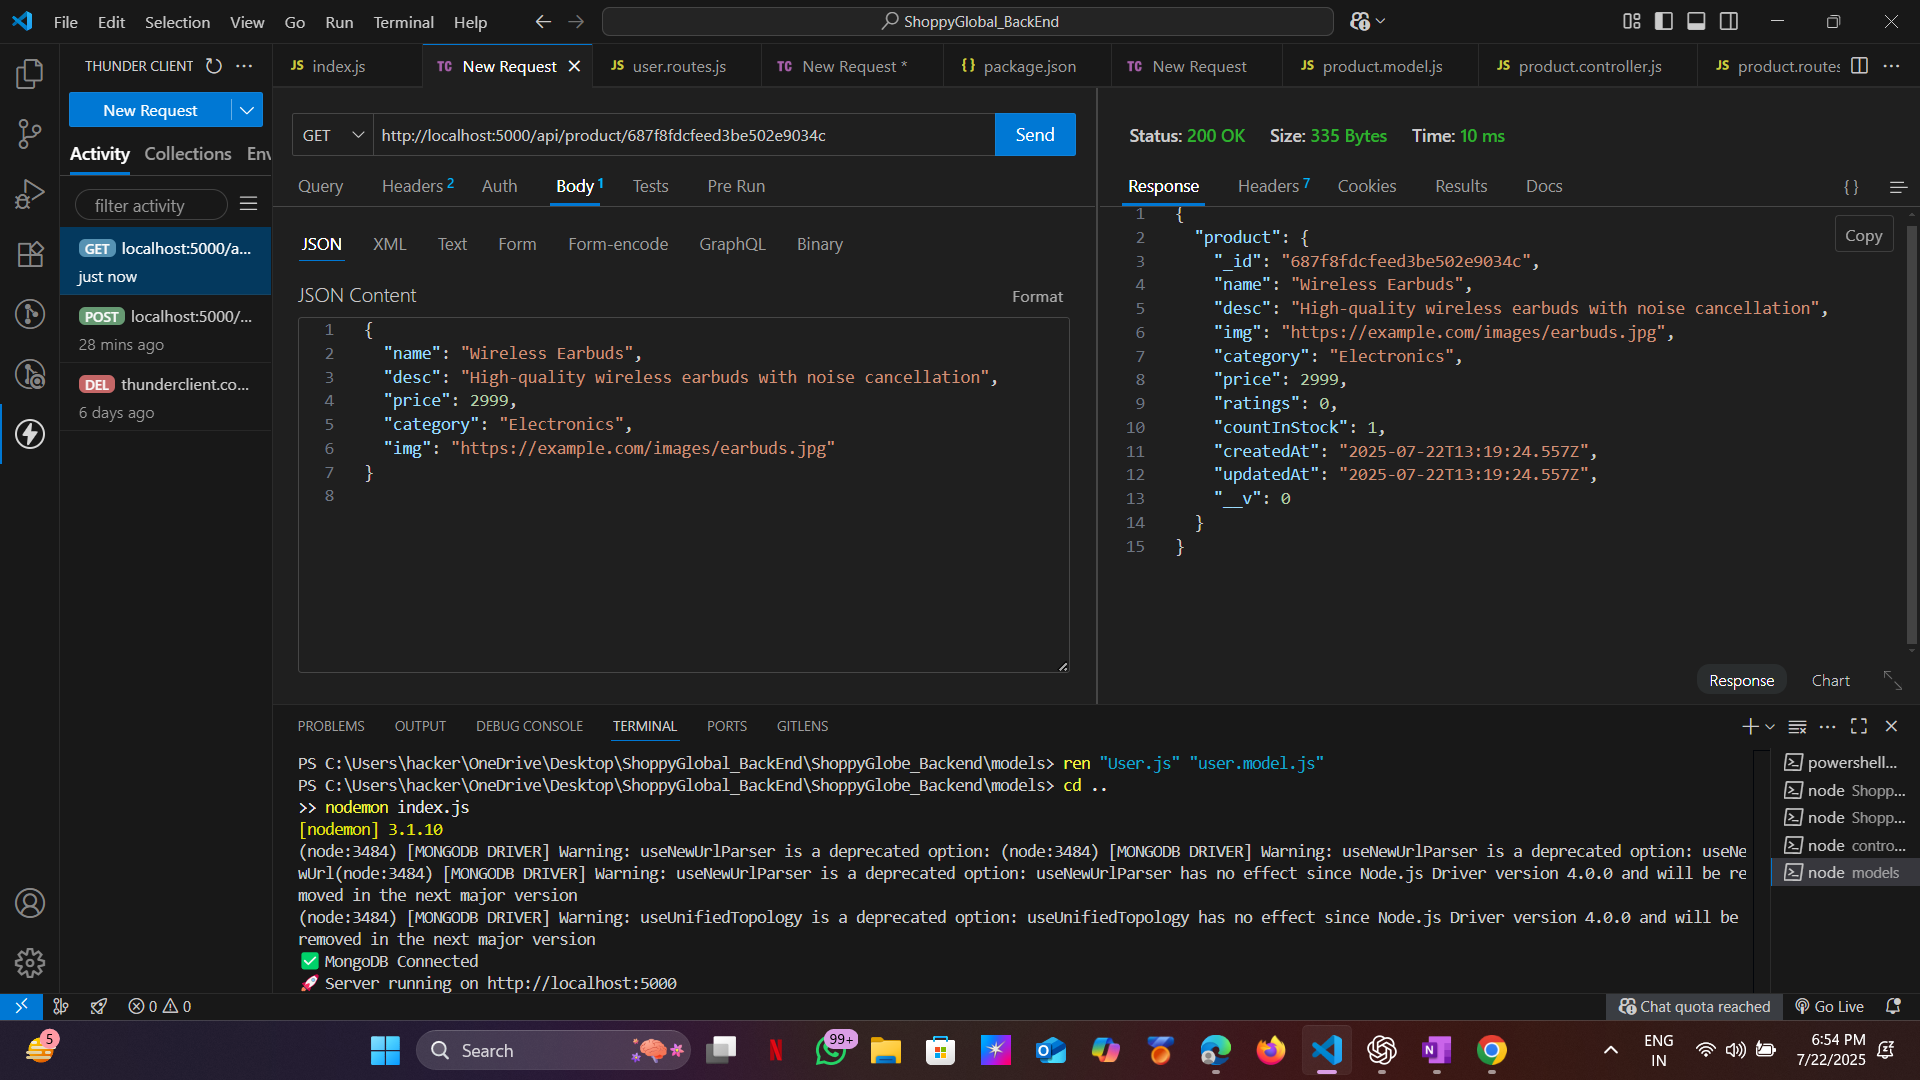 File Edit Selection View Go Run Terminal Help
ShoppyGlobal_BackEnd
THUNDER CLIENT
New Request
Activity Collections Env
filter activity
GET localhost:5000/a...
just now
POST localhost:5000/...
28 mins ago
DEL thunderclient.co...
6 days ago
JS index.js
TC New Request
JS user.routes.js
TC New Request *
{} package.json
TC New Request
JS product.model.js
JS product.controller.js
JS product.routes
GET http://localhost:5000/api/product/687f8fdcfeed3be502e9034c Send
Query Headers 2 Auth Body 1 Tests Pre Run
JSON XML Text Form Form-encode GraphQL Binary
JSON Content Format
1 {
2 "name": "Wireless Earbuds",
3 "desc": "High-quality wireless earbuds with noise cancellation",
4 "price": 2999,
5 "category": "Electronics",
6 "img": "https://example.com/images/earbuds.jpg"
7 }
8
Status: 200 OK Size: 335 Bytes Time: 10 ms
Response Headers 7 Cookies Results Docs { }
Copy
1 {
2 "product": {
3 "_id": "687f8fdcfeed3be502e9034c",
4 "name": "Wireless Earbuds",
5 "desc": "High-quality wireless earbuds with noise cancellation",
6 "img": "https://example.com/images/earbuds.jpg",
7 "category": "Electronics",
8 "price": 2999,
9 "ratings": 0,
10 "countInStock": 1,
11 "createdAt": "2025-07-22T13:19:24.557Z",
12 "updatedAt": "2025-07-22T13:19:24.557Z",
13 "__v": 0
14 }
15 }
Response Chart
PROBLEMS OUTPUT DEBUG CONSOLE TERMINAL PORTS GITLENS
PS C:\Users\hacker\OneDrive\Desktop\ShoppyGlobal_BackEnd\ShoppyGlobe_Backend\models> ren "User.js" "user.model.js"
PS C:\Users\hacker\OneDrive\Desktop\ShoppyGlobal_BackEnd\ShoppyGlobe_Backend\models> cd ..
>> nodemon index.js
[nodemon] 3.1.10
(node:3484) [MONGODB DRIVER] Warning: useNewUrlParser is a deprecated option: (node:3484) [MONGODB DRIVER] Warning: useNewUrlParser is a deprecated option: useNe
wUrl(node:3484) [MONGODB DRIVER] Warning: useNewUrlParser is a deprecated option: useNewUrlParser has no effect since Node.js Driver version 4.0.0 and will be re
moved in the next major version
(node:3484) [MONGODB DRIVER] Warning: useUnifiedTopology is a deprecated option: useUnifiedTopology has no effect since Node.js Driver version 4.0.0 and will be
removed in the next major version
✅ MongoDB Connected
🚀 Server running on http://localhost:5000
powershell...
node Shopp...
node Shopp...
node contro...
node models
0 0
Chat quota reached
Go Live
5
Search
99+
ENG
IN
6:54 PM
7/22/2025